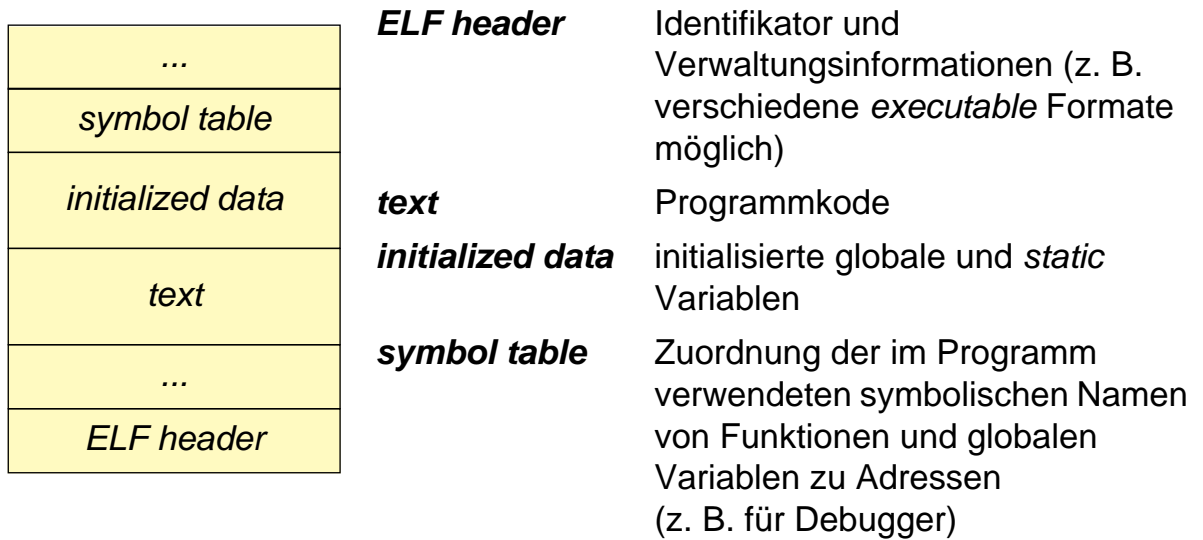 ...
symbol table
initialized data
text
...
ELF header
ELF header Identifikator und
Verwaltungsinformationen (z. B.
verschiedene executable Formate
möglich)
text Programmkode
initialized data initialisierte globale und static
Variablen
symbol table Zuordnung der im Programm
verwendeten symbolischen Namen
von Funktionen und globalen
Variablen zu Adressen
(z. B. für Debugger)